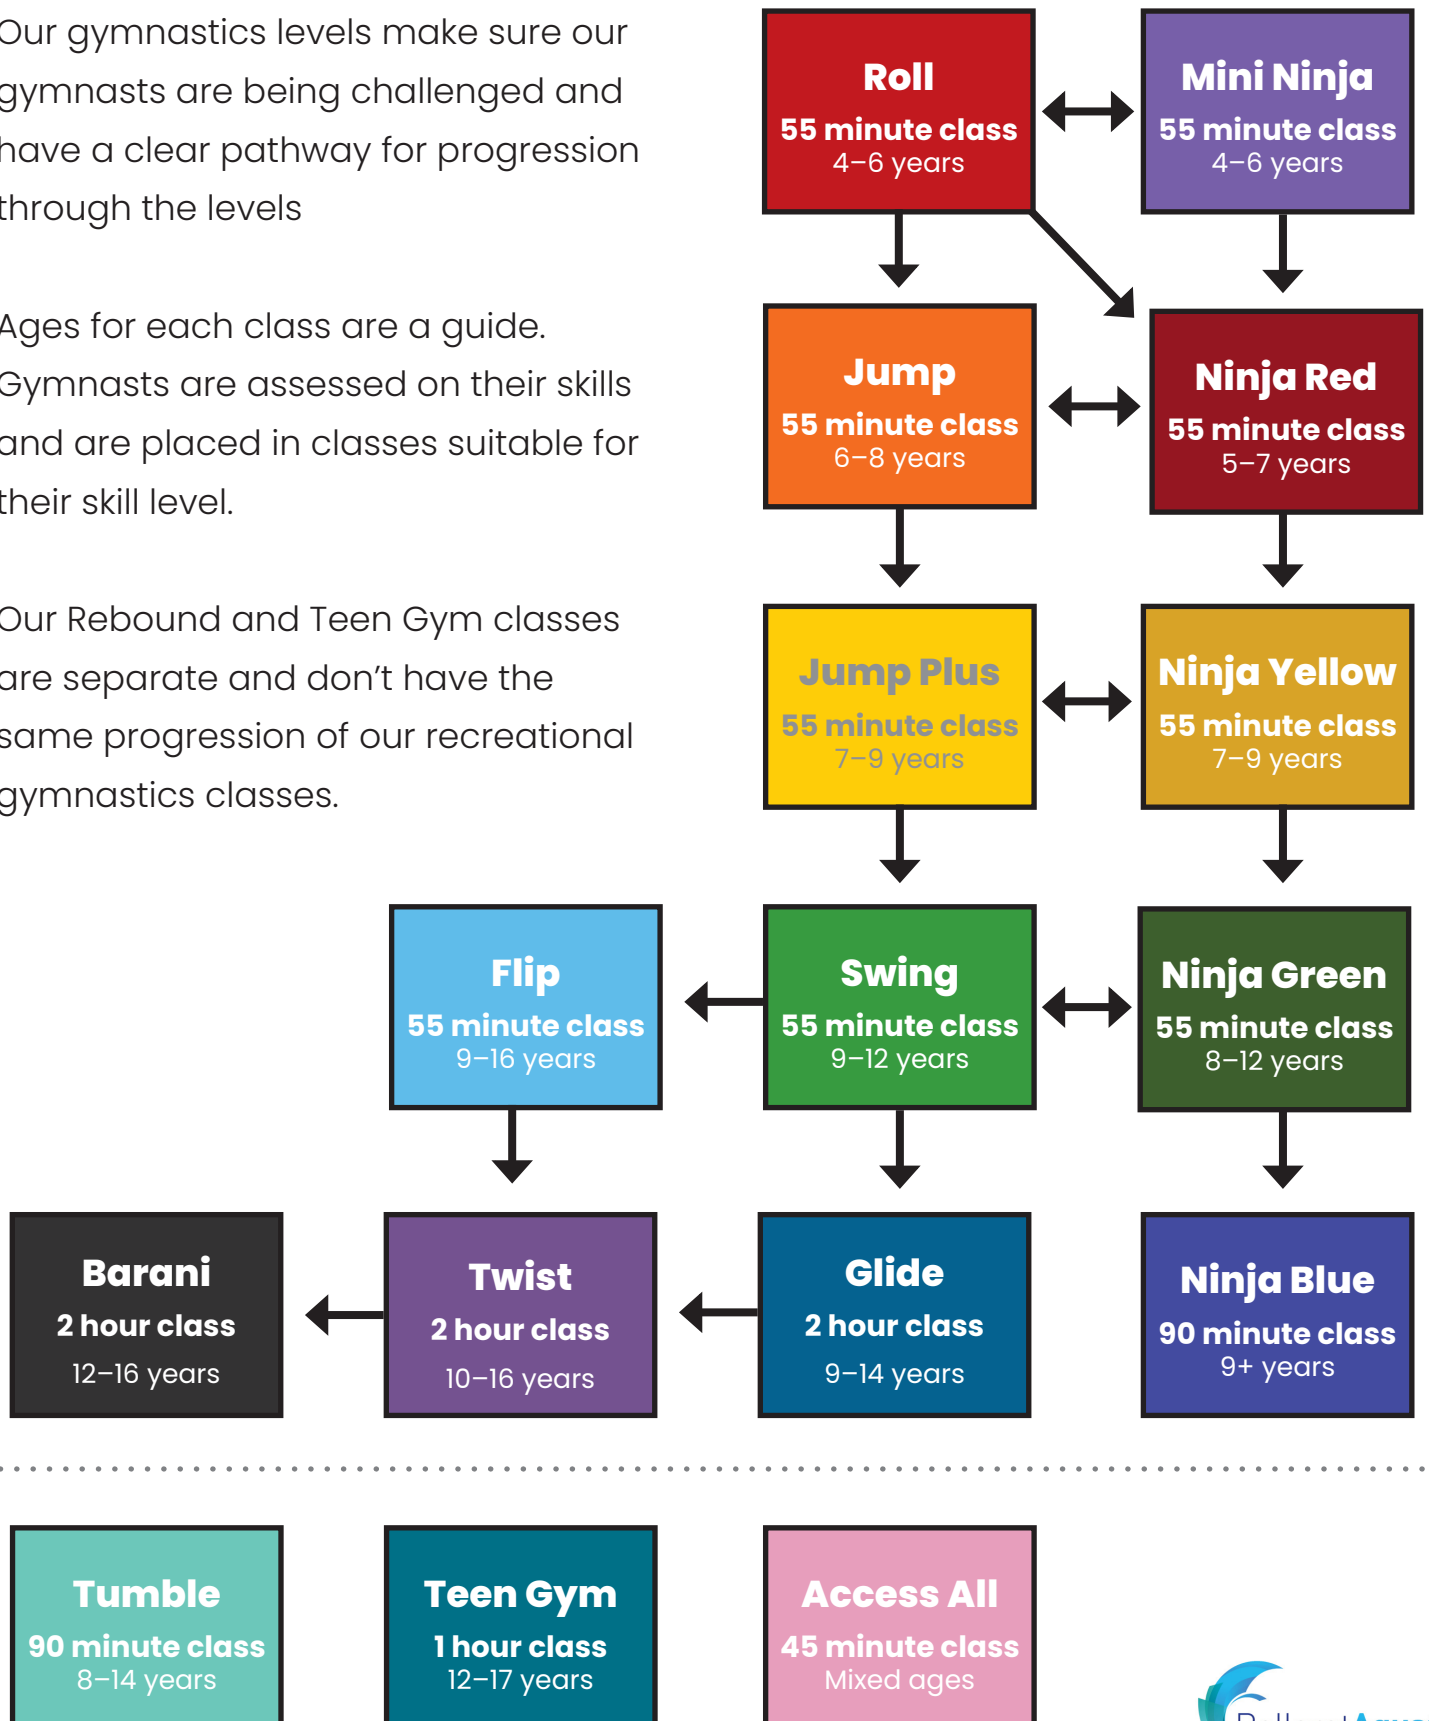 Our gymnastics levels make sure our
gymnasts are being challenged and
have a clear pathway for progression
through the levels
Ages for each class are a guide.
Gymnasts are assessed on their skills
and are placed in classes suitable for
their skill level.
Our Rebound and Teen Gym classes
are separate and don't have the
same progression of our recreational
gymnastics classes.
Roll
55 minute class
4–6 years
Mini Ninja
55 minute class
4–6 years
Jump
55 minute class
6–8 years
Ninja Red
55 minute class
5–7 years
Jump Plus
55 minute class
7–9 years
Ninja Yellow
55 minute class
7–9 years
Flip
55 minute class
9–16 years
Swing
55 minute class
9–12 years
Ninja Green
55 minute class
8–12 years
Barani
2 hour class
12–16 years
Twist
2 hour class
10–16 years
Glide
2 hour class
9–14 years
Ninja Blue
90 minute class
9+ years
Tumble
90 minute class
8–14 years
Teen Gym
1 hour class
12–17 years
Access All
45 minute class
Mixed ages